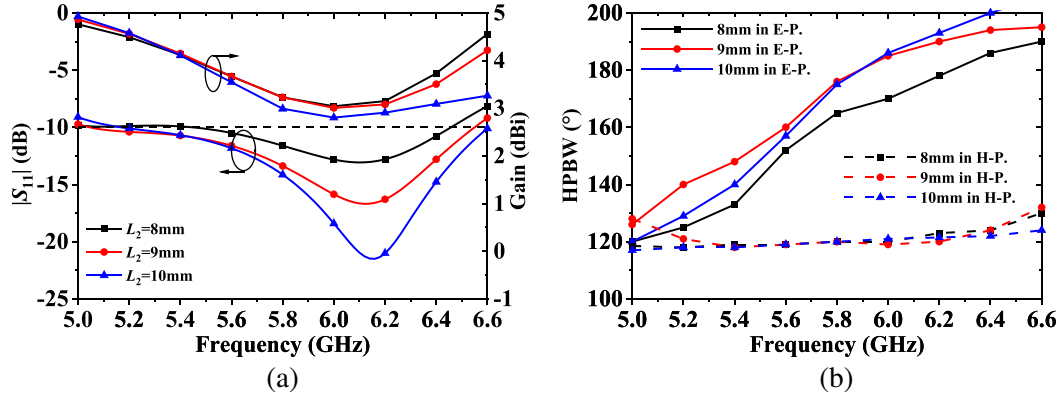 0
-5
-10
-15
-20
-25
|S11| (dB)
5
4
3
2
1
0
-1
Gain (dBi)
L2=8mm
L2=9mm
L2=10mm
5.0 5.2 5.4 5.6 5.8 6.0 6.2 6.4 6.6
Frequency (GHz)
(a)
200
180
160
140
120
100
HPBW (°)
8mm in E-P.
9mm in E-P.
10mm in E-P.
8mm in H-P.
9mm in H-P.
10mm in H-P.
5.0 5.2 5.4 5.6 5.8 6.0 6.2 6.4 6.6
Frequency (GHz)
(b)